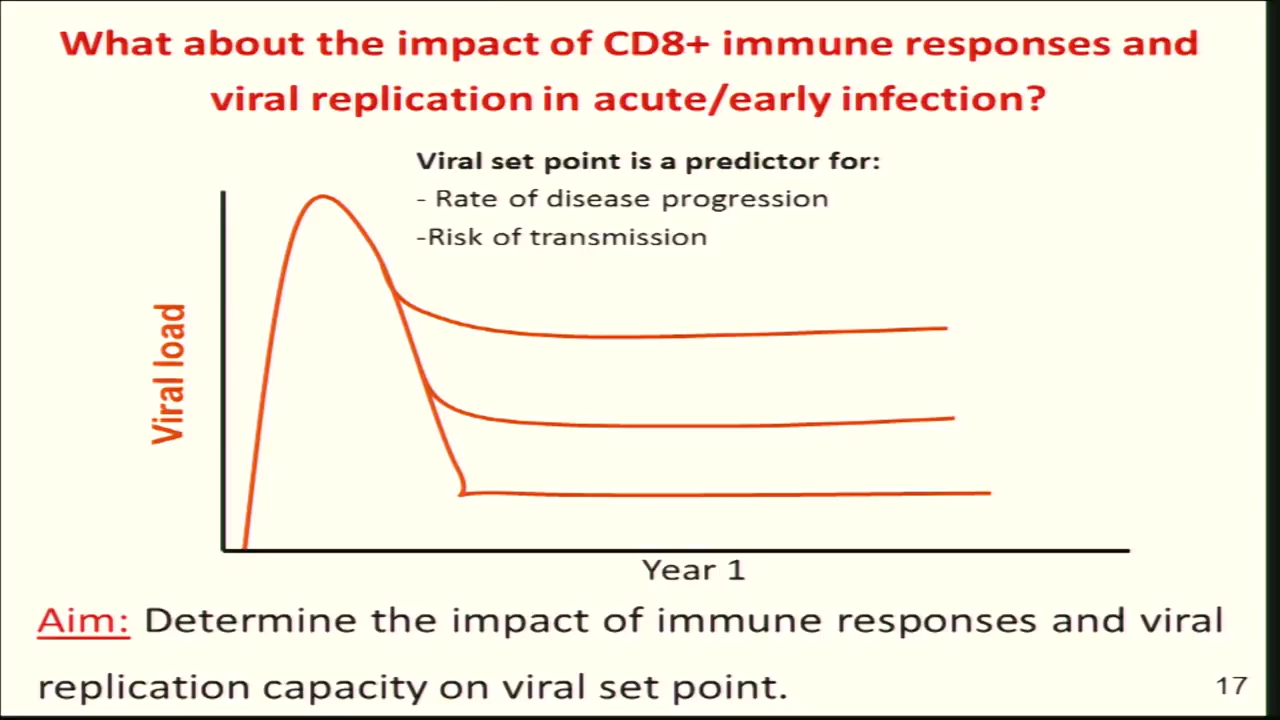 What about the impact of CD8+ immune responses and
viral replication in acute/early infection?
Viral set point is a predictor for:
- Rate of disease progression
-Risk of transmission
Viral load
Year 1
Aim: Determine the impact of immune responses and viral
replication capacity on viral set point.
17